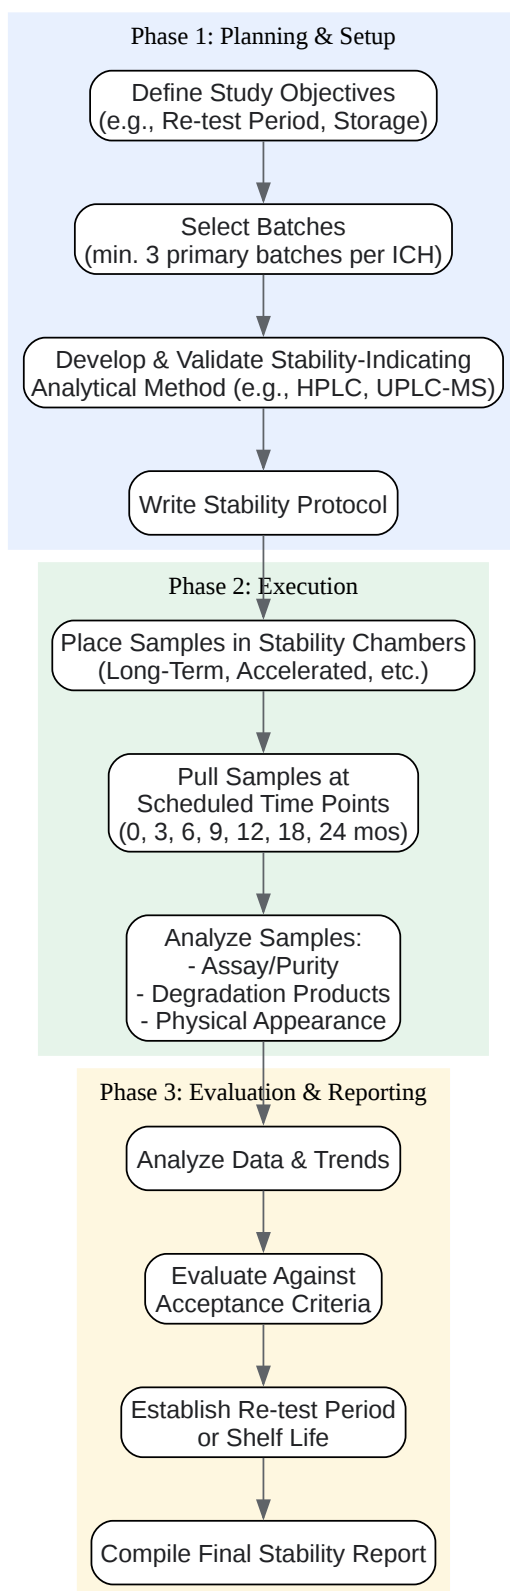 Phase 1: Planning & Setup
Define Study Objectives
(e.g., Re-test Period, Storage)
Select Batches
(min. 3 primary batches per ICH)
Develop & Validate Stability-Indicating
Analytical Method (e.g., HPLC, UPLC-MS)
Write Stability Protocol
Phase 2: Execution
Place Samples in Stability Chambers
(Long-Term, Accelerated, etc.)
Pull Samples at
Scheduled Time Points
(0, 3, 6, 9, 12, 18, 24 mos)
Analyze Samples:
- Assay/Purity
- Degradation Products
- Physical Appearance
Phase 3: Evaluation & Reporting
Analyze Data & Trends
Evaluate Against
Acceptance Criteria
Establish Re-test Period
or Shelf Life
Compile Final Stability Report